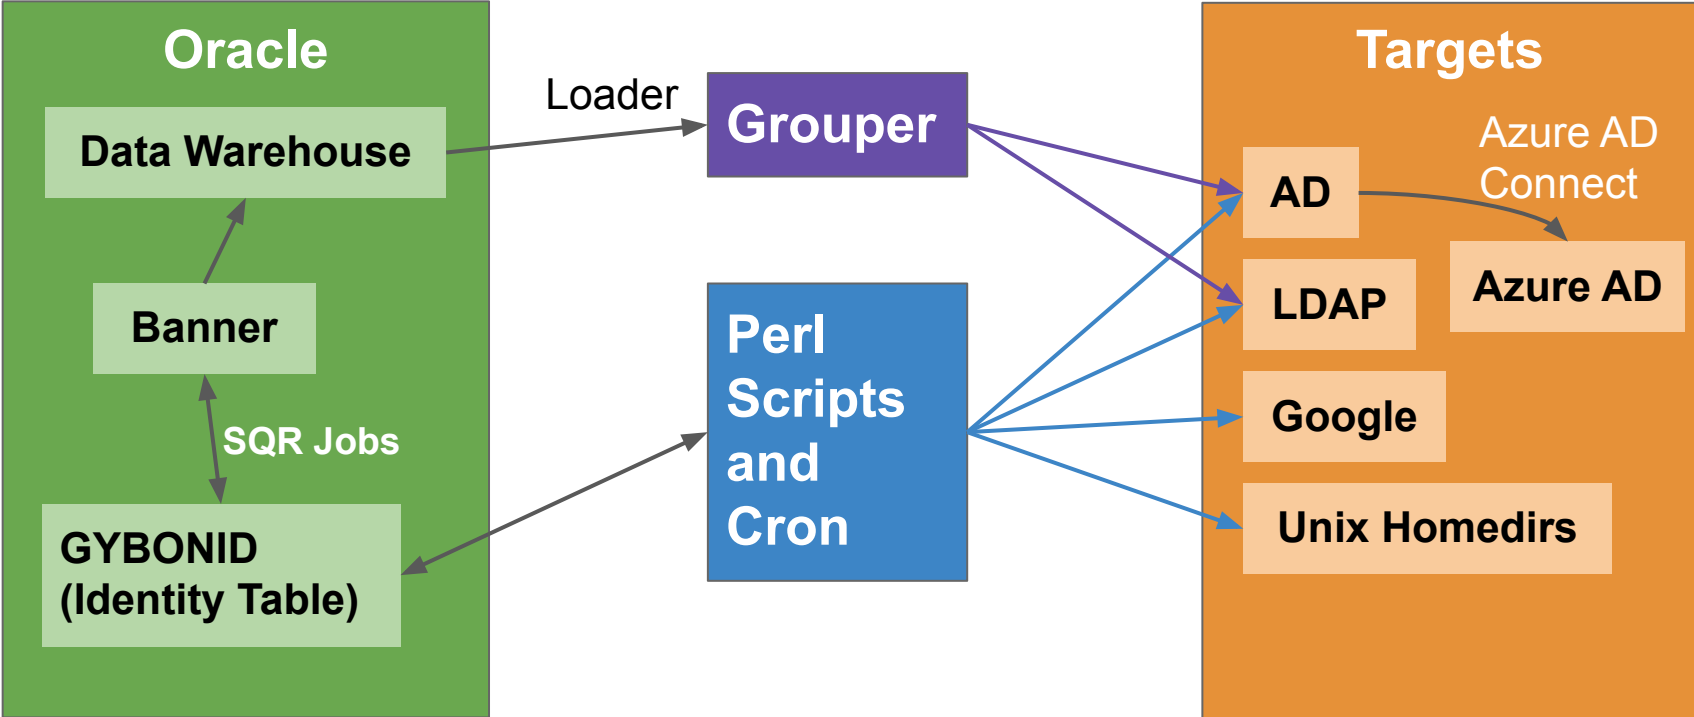 Oracle
Data Warehouse
Banner
SQR Jobs
GYBONID
(Identity Table)
Loader
Grouper
Perl
Scripts
and
Cron
Targets
Azure AD
Connect
AD
Azure AD
LDAP
Google
Unix Homedirs